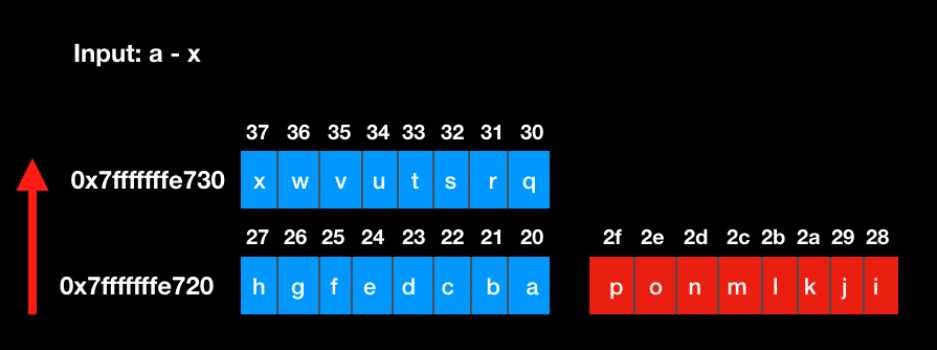 Input: a - x
37 36 35 34 33 32 31 30
0x7fffffffe730 x w v u t s r q
27 26 25 24 23 22 21 20 2f 2e 2d 2c 2b 2a 29 28
0x7fffffffe720 h g f e d c b a p o n m l k j i